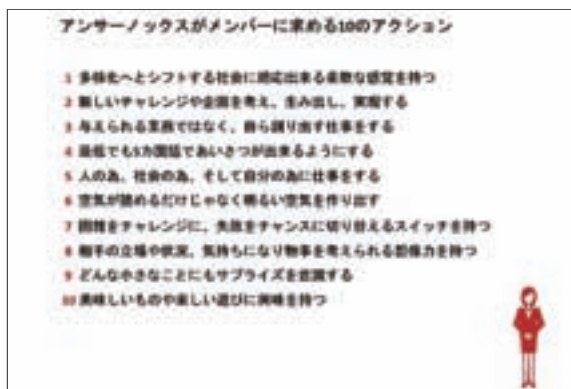 アンサーノックスがメンバーに求める10のアクション
1 多様化へとシフトする社会に順応出来る柔軟な感覚を持つ
2 新しいチャレンジや企画を考え、生み出し、実現する
3 与えられる業務ではなく、自ら創り出す仕事をする
4 最低でも5カ国語であいさつが出来るようにする
5 人の為、社会の為、そして自分の為に仕事をする
6 空気が読めるだけじゃなく明るい空気を作り出す
7 困難をチャレンジに、失敗をチャンスに切り替えるスイッチを持つ
8 相手の立場や状況、気持ちになり物事を考えられる想像力を持つ
9 どんな小さなことにもサプライズを意識する
10 美味しいものや楽しい遊びに興味を持つ